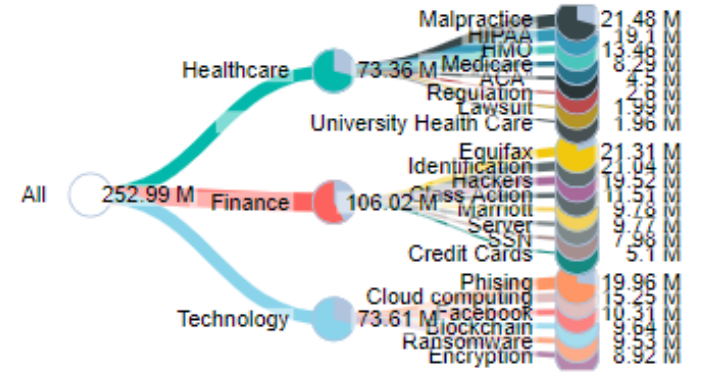 All 252.99 M
Healthcare 73.36 M
Malpractice 21.48 M
HIPAA 19.1 M
HMO 13.46 M
Medicare 8.29 M
ACA 4.5 M
Regulation 2.6 M
Lawsuit 1.99 M
University Health Care 1.96 M
Finance 106.02 M
Equifax 21.31 M
Identification 21.04 M
Hackers 19.52 M
Class Action 11.51 M
Marriott 9.78 M
Server 9.77 M
SSN 7.98 M
Credit Cards 5.1 M
Technology 73.61 M
Phising 19.96 M
Cloud computing 15.25 M
Facebook 10.31 M
Blockchain 9.64 M
Ransomware 9.53 M
Encryption 8.92 M